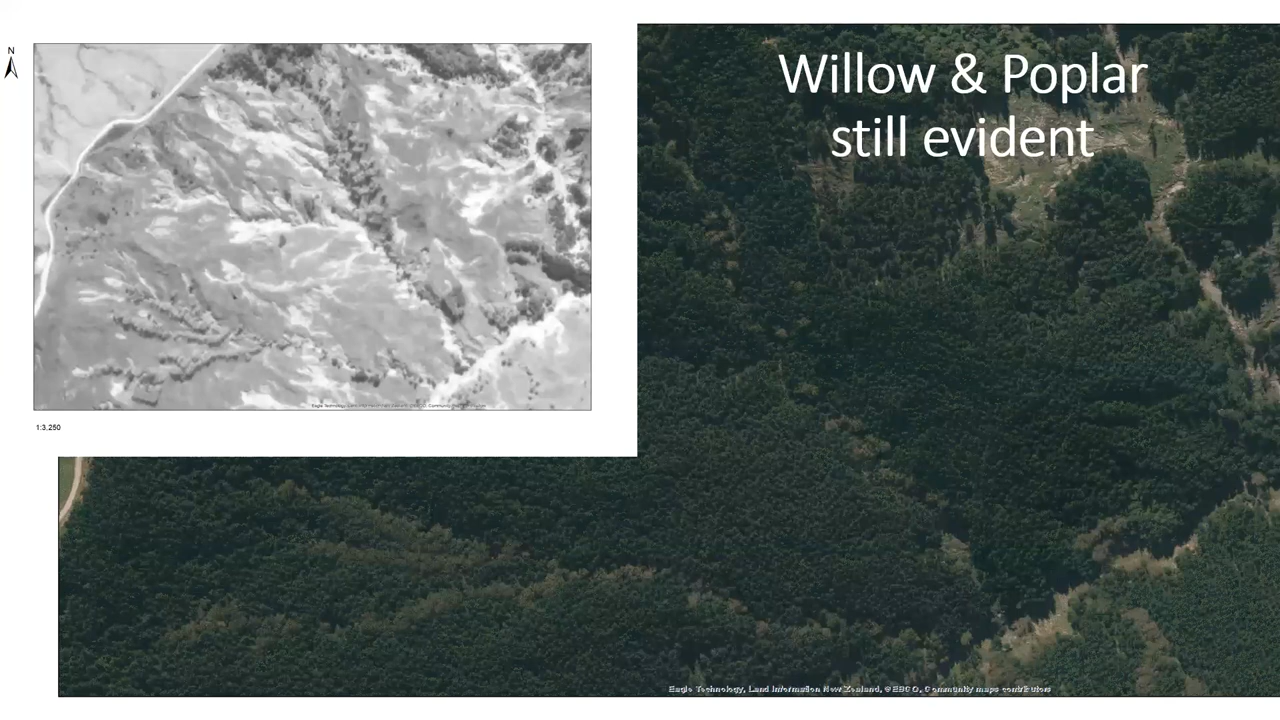 N
Willow & Poplar
still evident
1:3,250
Eagle Technology, Land Information New Zealand, GEBCO, Community maps contributors